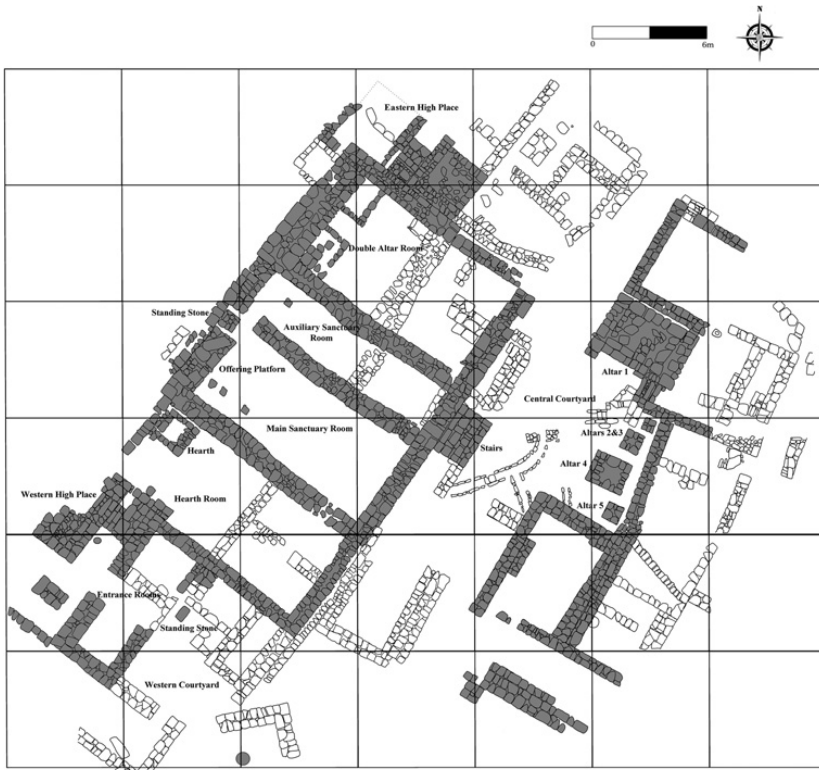 N
0
6m
Eastern High Place
Double Altar Room
Standing Stone
Auxiliary Sanctuary
Room
Offering Platforn
Altar 1
Central Courtyard
Main Sanctuary Room
Altars 2&3
Hearth
Stairs
Altar 4
Western High Place
Hearth Room
Altar 5
Entrance Rooms
Standing Stone
Western Courtyard